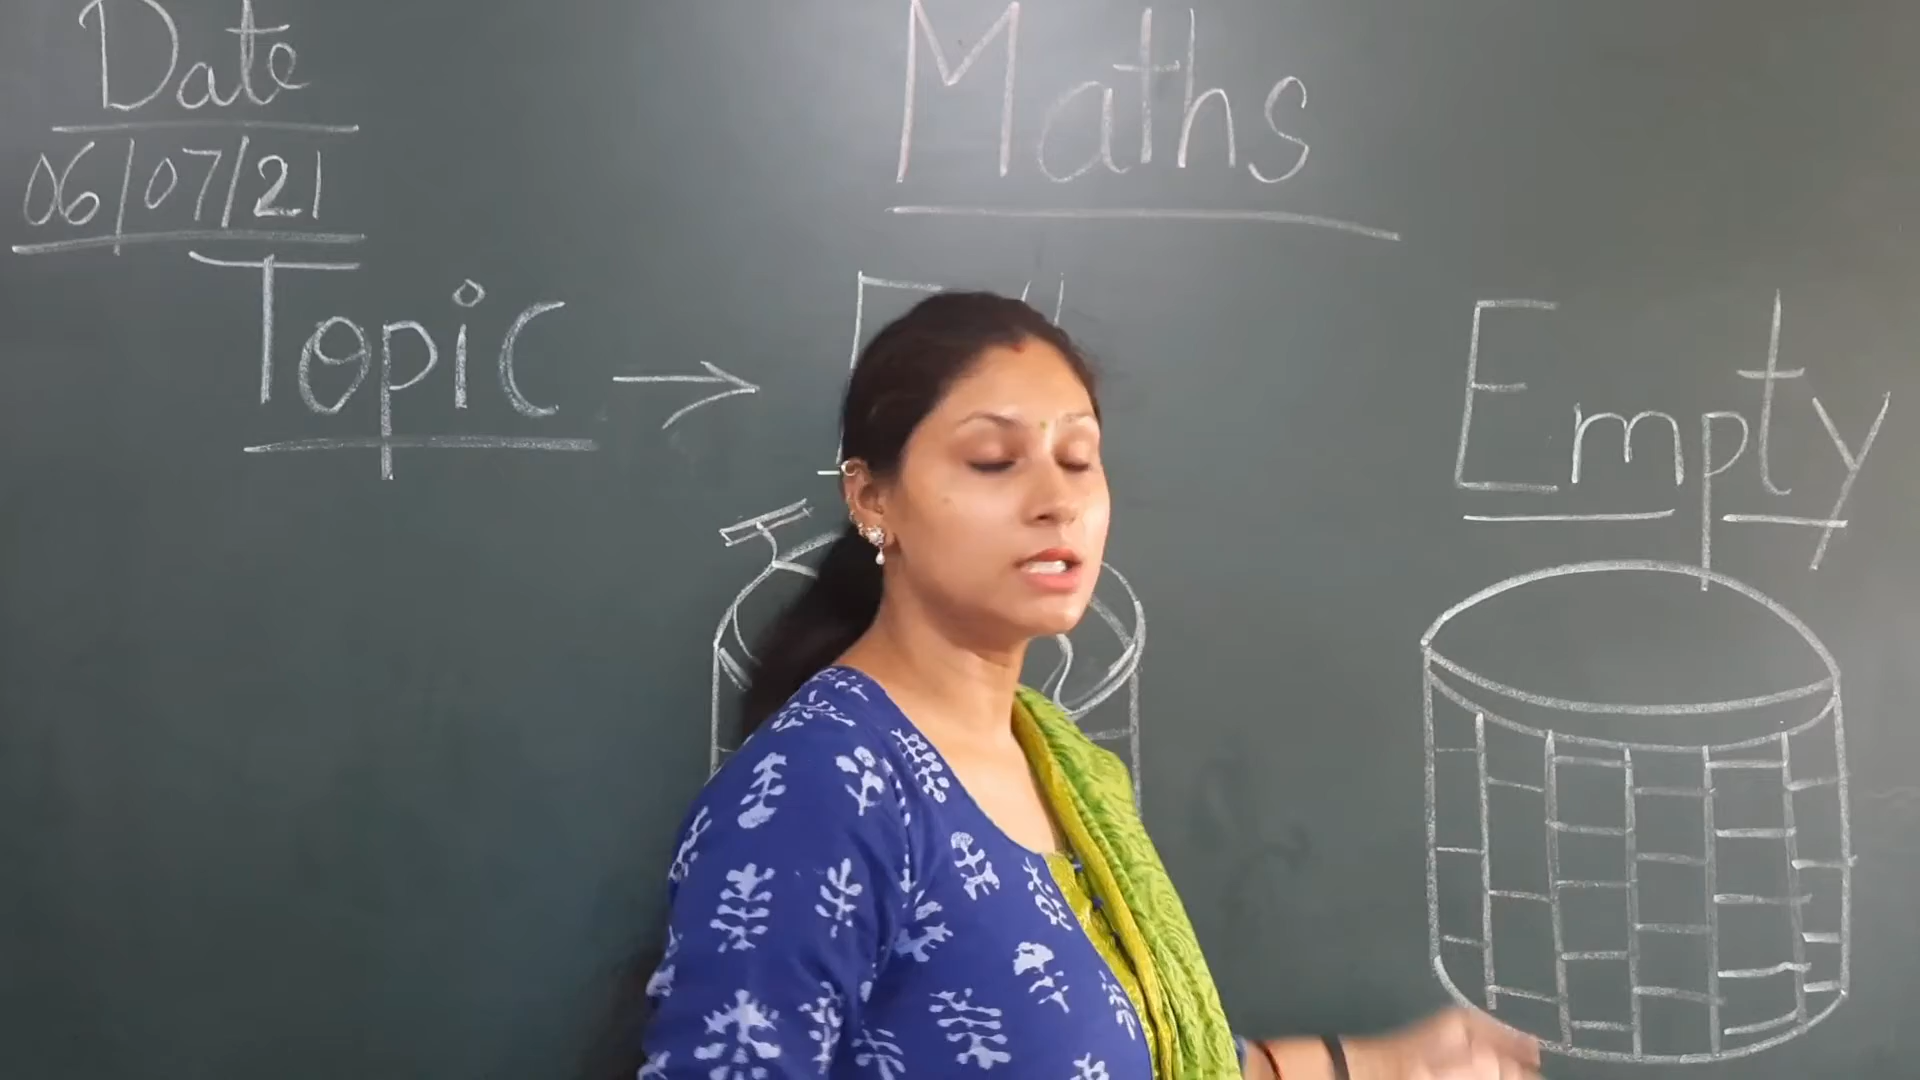 Date
Maths
06/07/21
Topic → Empty